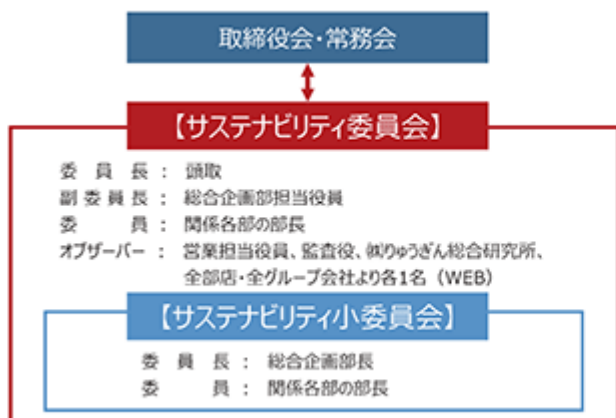 取締役会・常務会
【サステナビリティ委員会】
委員長： 頭取
副委員長： 総合企画部担当役員
委員： 関係各部の部長
オブザーバー： 営業担当役員、監査役、㈱りゅうぎん総合研究所、
全部店・全グループ会社より各1名（WEB）
【サステナビリティ小委員会】
委員長： 総合企画部長
委員： 関係各部の部長